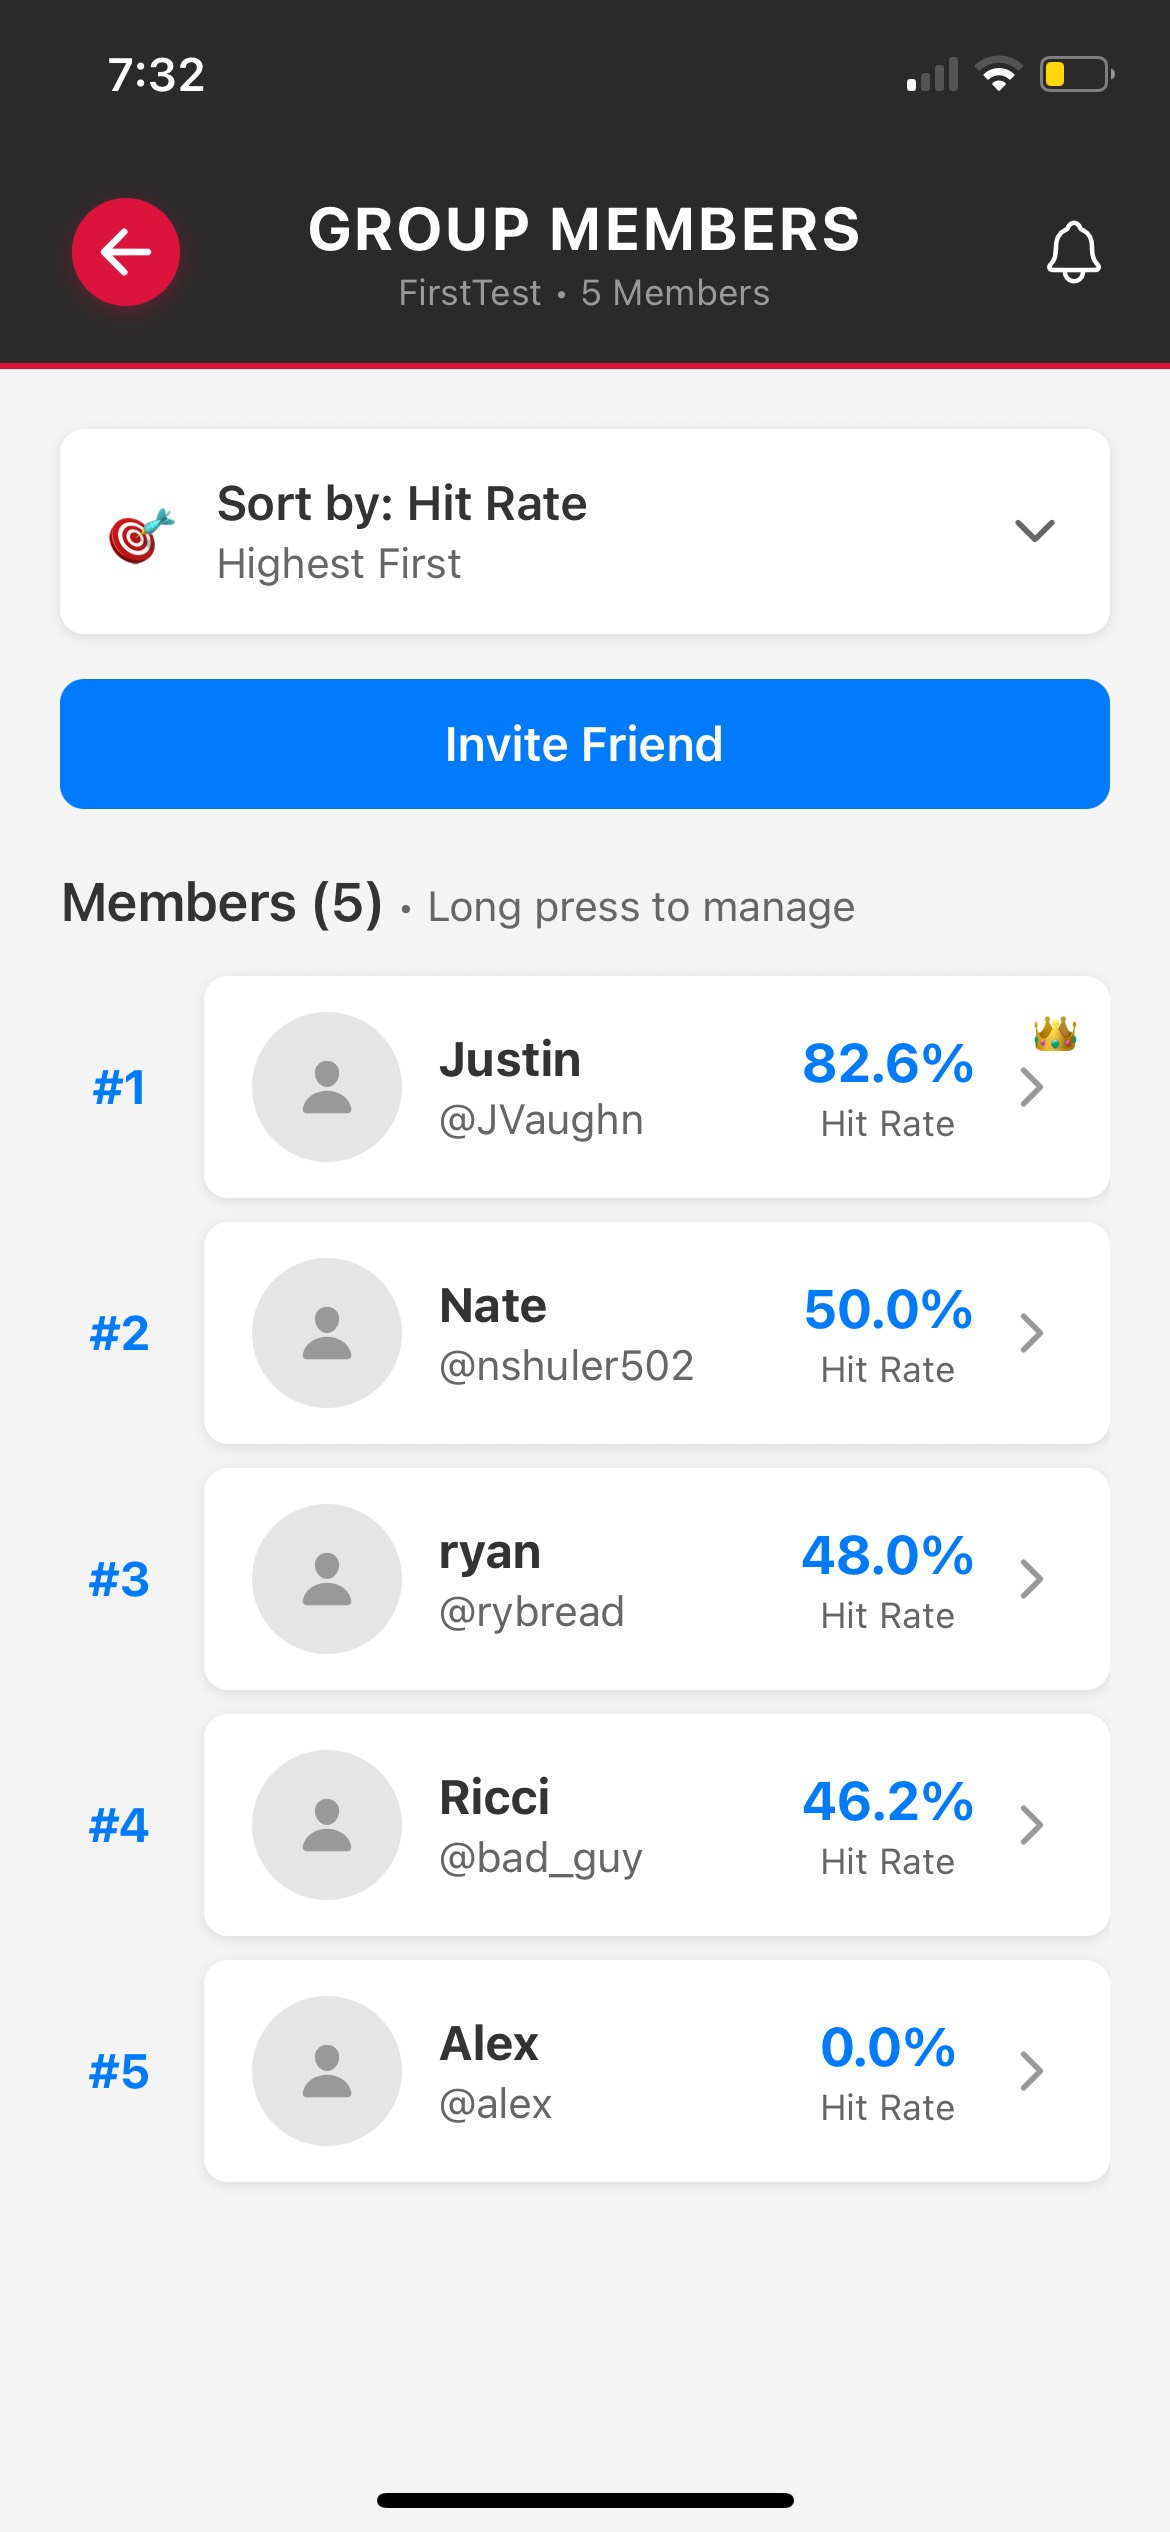 7:32
GROUP MEMBERS
FirstTest • 5 Members
Sort by: Hit Rate
Highest First
Invite Friend
Members (5) • Long press to manage
#1
Justin
@JVaughn
82.6%
Hit Rate
#2
Nate
@nshuler502
50.0%
Hit Rate
#3
ryan
@rybread
48.0%
Hit Rate
#4
Ricci
@bad_guy
46.2%
Hit Rate
#5
Alex
@alex
0.0%
Hit Rate